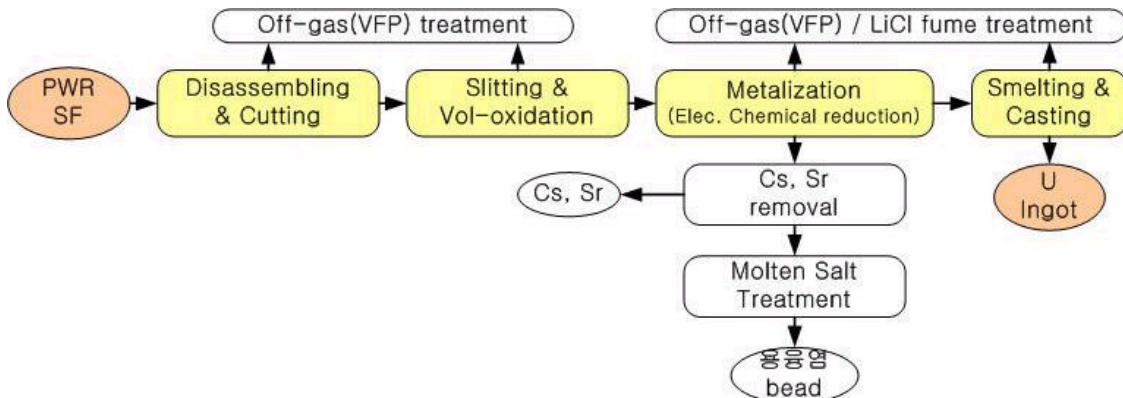 Off-gas(VFP) treatment
Off-gas(VFP) / LiCl fume treatment
PWR
SF
Disassembling
& Cutting
Slitting &
Vol-oxidation
Metalization
(Elec. Chemical reduction)
Smelting &
Casting
Cs, Sr
Cs, Sr
removal
U
Ingot
Molten Salt
Treatment
용융염
bead